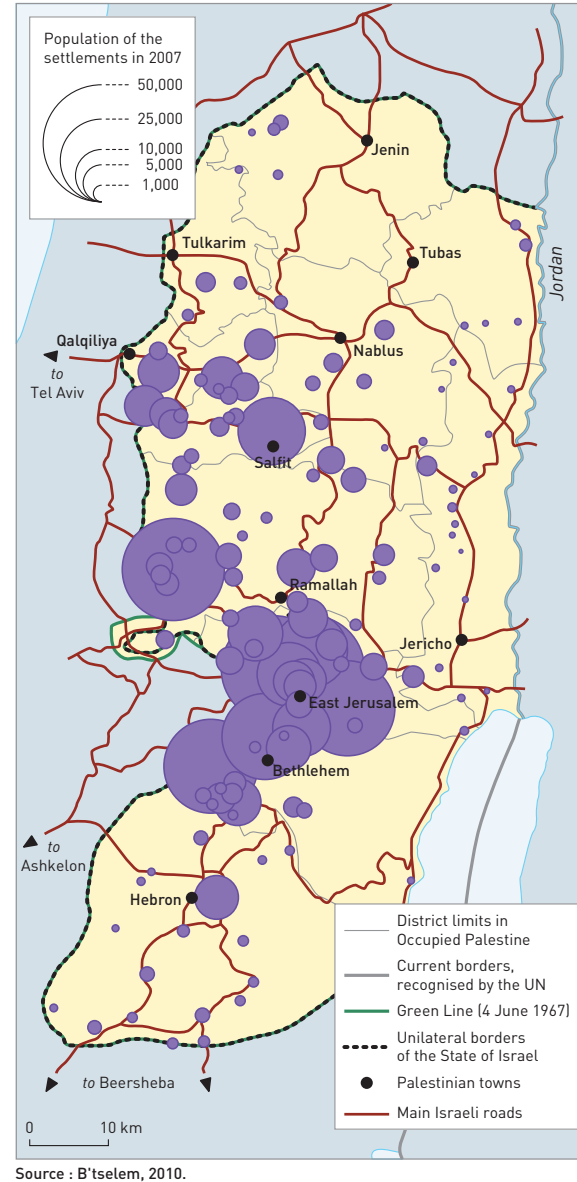 Population of the
settlements in 2007
50,000
25,000
10,000
5,000
1,000
Jenin
Tulkarim
Tubas
Jordan
Qalqiliya
Nablus
to
Tel Aviv
Salfit
Ramallah
Jericho
East Jerusalem
Bethlehem
to
Ashkelon
Hebron
District limits in
Occupied Palestine
Current borders,
recognised by the UN
Green Line (4 June 1967)
Unilateral borders
of the State of Israel
Palestinian towns
Main Israeli roads
to Beersheba
0 10 km
Source : B'tselem, 2010.